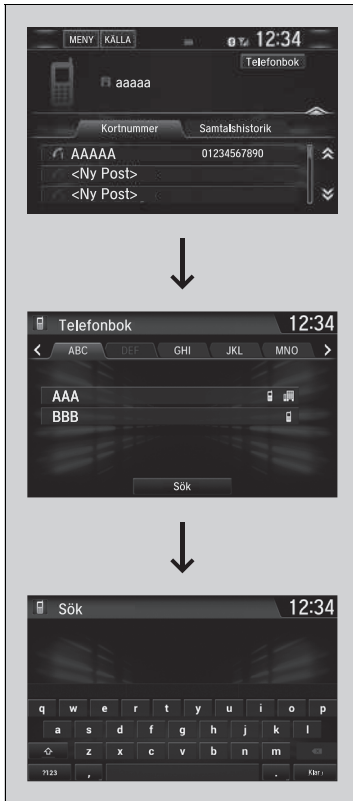 MENY KÄLLA 12:34
Telefonbok
aaaaa
Kortnummer Samtalshistorik
AAAAA 01234567890
<Ny Post>
<Ny Post>
Telefonbok 12:34
ABC DEF GHI JKL MNO
AAA
BBB
Sök
Sök 12:34
q w e r t y u i o p
a s d f g h j k l
z x c v b n m
?123 , . Klar